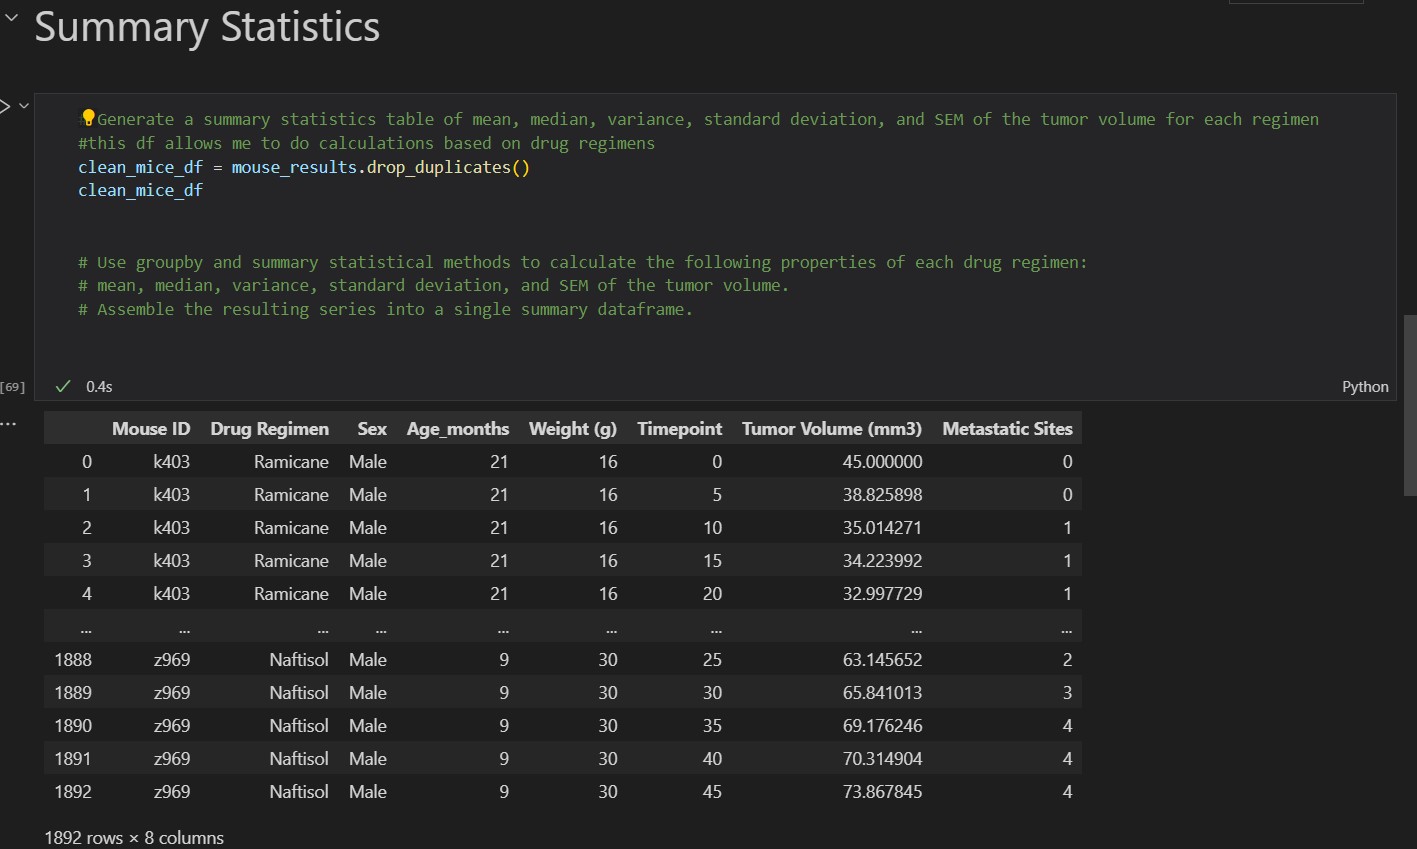 Summary Statistics
# Generate a summary statistics table of mean, median, variance, standard deviation, and SEM of the tumor volume for each regimen
#this df allows me to do calculations based on drug regimens
clean_mice_df = mouse_results.drop_duplicates()
clean_mice_df
# Use groupby and summary statistical methods to calculate the following properties of each drug regimen:
# mean, median, variance, standard deviation, and SEM of the tumor volume.
# Assemble the resulting series into a single summary dataframe.
[69] 0.4s Python
... Mouse ID Drug Regimen Sex Age_months Weight (g) Timepoint Tumor Volume (mm3) Metastatic Sites
0 k403 Ramicane Male 21 16 0 45.000000 0
1 k403 Ramicane Male 21 16 5 38.825898 0
2 k403 Ramicane Male 21 16 10 35.014271 1
3 k403 Ramicane Male 21 16 15 34.223992 1
4 k403 Ramicane Male 21 16 20 32.997729 1
... ... ... ... ... ... ... ... ...
1888 z969 Naftisol Male 9 30 25 63.145652 2
1889 z969 Naftisol Male 9 30 30 65.841013 3
1890 z969 Naftisol Male 9 30 35 69.176246 4
1891 z969 Naftisol Male 9 30 40 70.314904 4
1892 z969 Naftisol Male 9 30 45 73.867845 4
1892 rows × 8 columns